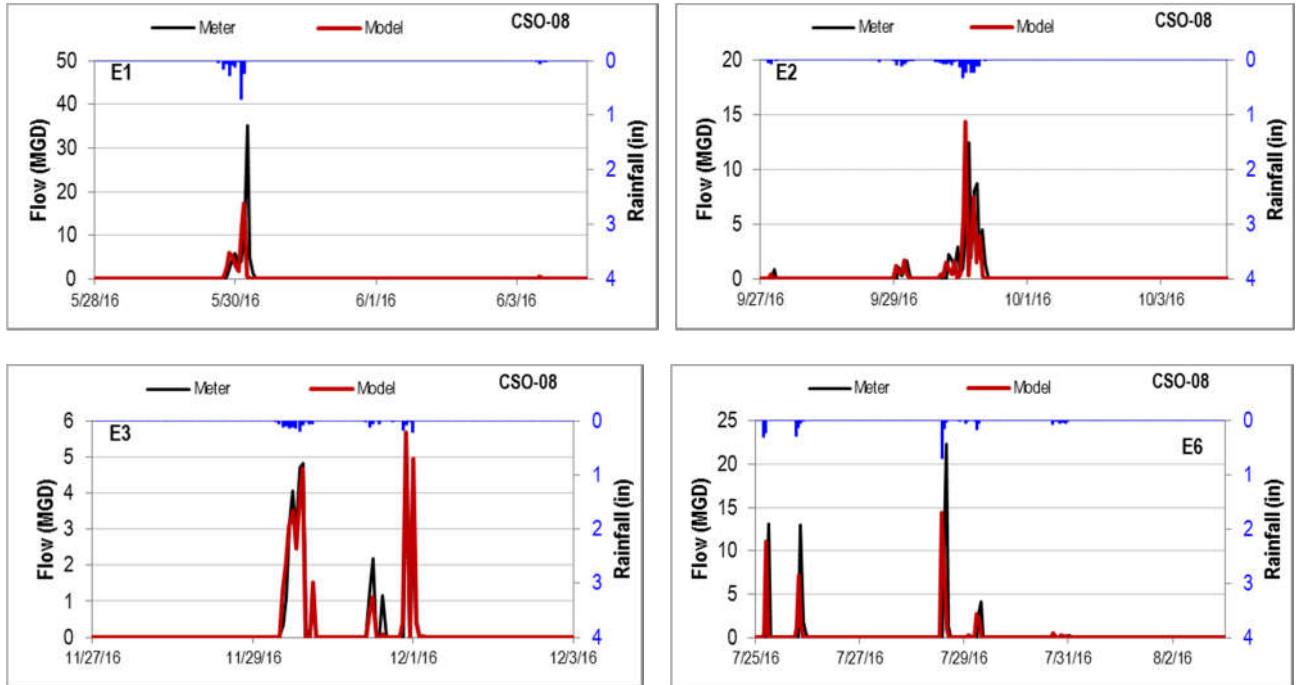 CSO-08
Meter Model
E1
Flow (MGD)
50
40
30
20
10
0
Rainfall (in)
0
1
2
3
4
5/28/16 5/30/16 6/1/16 6/3/16
CSO-08
Meter Model
E2
Flow (MGD)
20
15
10
5
0
Rainfall (in)
0
1
2
3
4
9/27/16 9/29/16 10/1/16 10/3/16
CSO-08
Meter Model
E3
Flow (MGD)
6
5
4
3
2
1
0
Rainfall (in)
0
1
2
3
4
11/27/16 11/29/16 12/1/16 12/3/16
CSO-08
Meter Model
E6
Flow (MGD)
25
20
15
10
5
0
Rainfall (in)
0
1
2
3
4
7/25/16 7/27/16 7/29/16 7/31/16 8/2/16